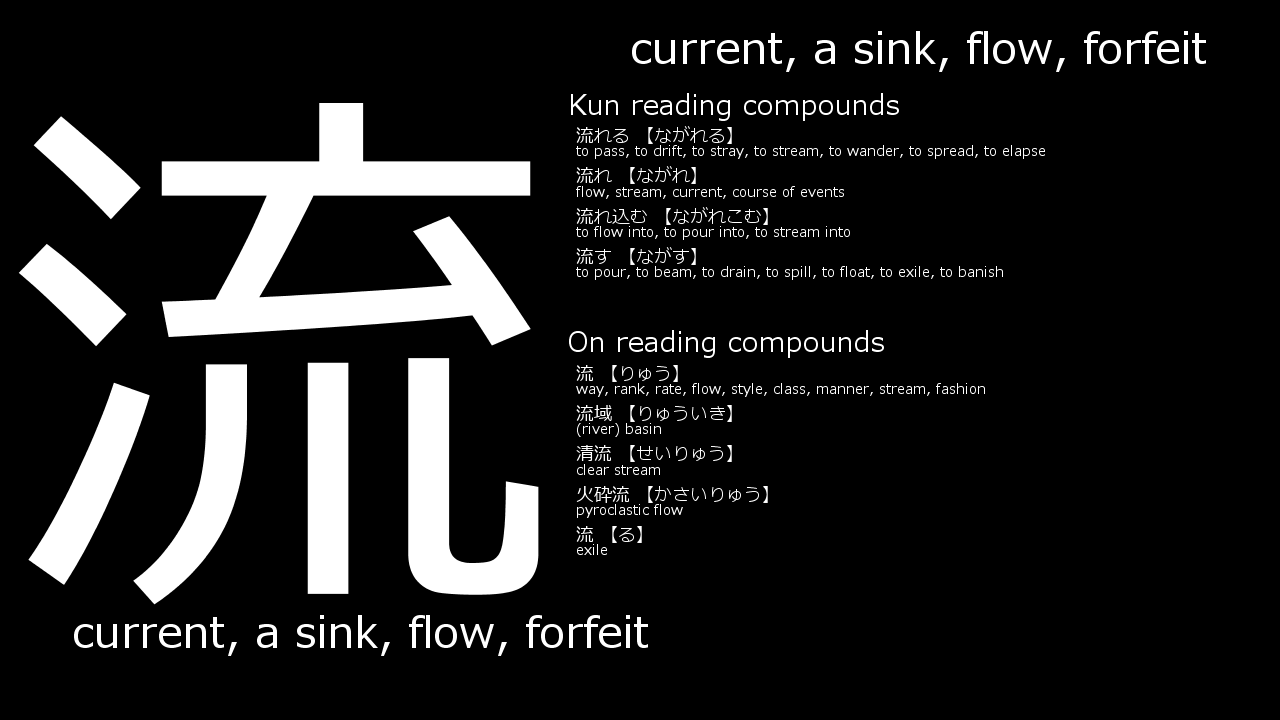 流
current, a sink, flow, forfeit
current, a sink, flow, forfeit
Kun reading compounds
流れる 【ながれる】
to pass, to drift, to stray, to stream, to wander, to spread, to elapse
流れ 【ながれ】
flow, stream, current, course of events
流れ込む 【ながれこむ】
to flow into, to pour into, to stream into
流す 【ながす】
to pour, to beam, to drain, to spill, to float, to exile, to banish
On reading compounds
流 【りゅう】
way, rank, rate, flow, style, class, manner, stream, fashion
流域 【りゅういき】
(river) basin
清流 【せいりゅう】
clear stream
火砕流 【かさいりゅう】
pyroclastic flow
流 【る】
exile